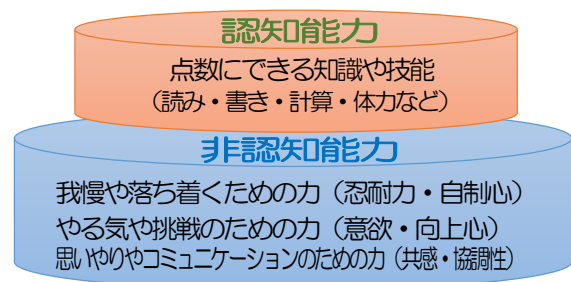 認知能力
点数にできる知識や技能
（読み・書き・計算・体力など）
非認知能力
我慢や落ち着くための力（忍耐力・自制心）
やる気や挑戦のための力（意欲・向上心）
思いやりやコミュニケーションのための力（共感・協調性）